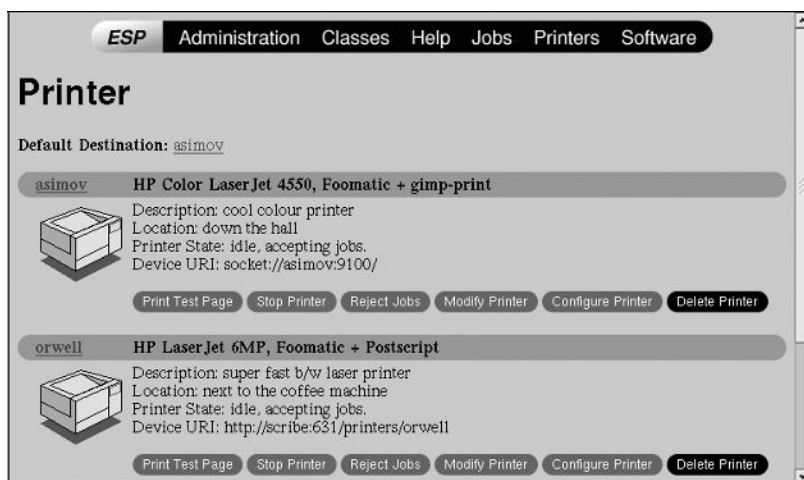 ESP Administration Classes Help Jobs Printers Software
Printer
Default Destination: asimov
asimov HP Color LaserJet 4550, Foomatic + gimp-print
Description: cool colour printer
Location: down the hall
Printer State: idle, accepting jobs.
Device URI: socket://asimov:9100/
Print Test Page Stop Printer Reject Jobs Modify Printer Configure Printer Delete Printer
orwell HP LaserJet 6MP, Foomatic + Postscript
Description: super fast b/w laser printer
Location: next to the coffee machine
Printer State: idle, accepting jobs.
Device URI: http://scribe:631/printers/orwell
Print Test Page Stop Printer Reject Jobs Modify Printer Configure Printer Delete Printer